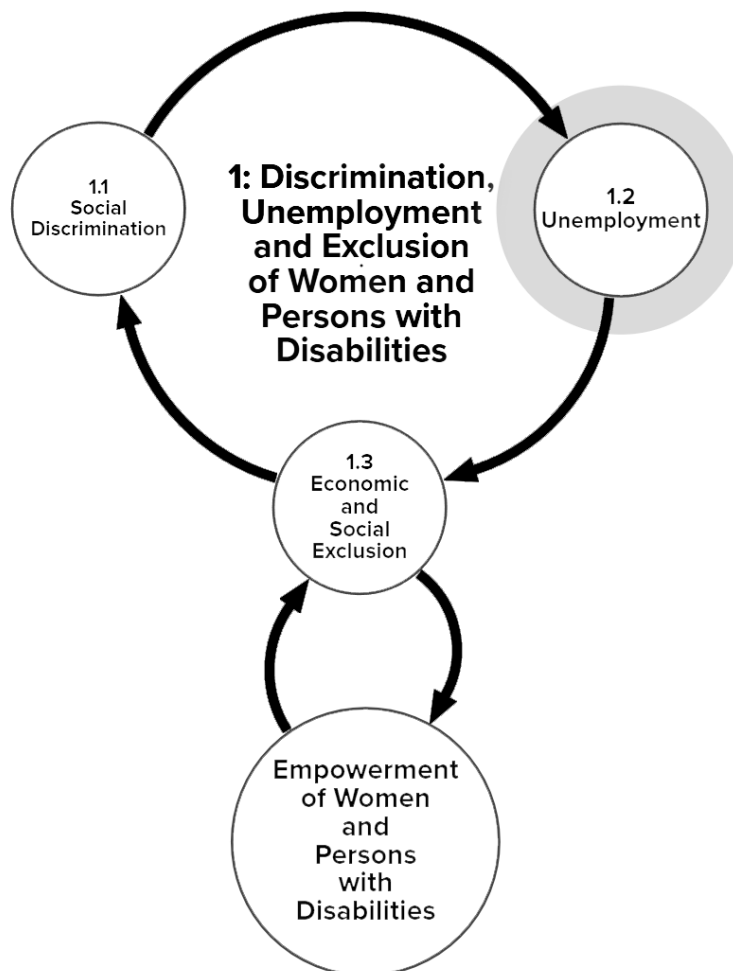 1.1
Social
Discrimination
1: Discrimination,
Unemployment
and Exclusion
of Women and
Persons with
Disabilities
1.2
Unemployment
1.3
Economic
and
Social
Exclusion
Empowerment
of Women
and
Persons
with
Disabilities